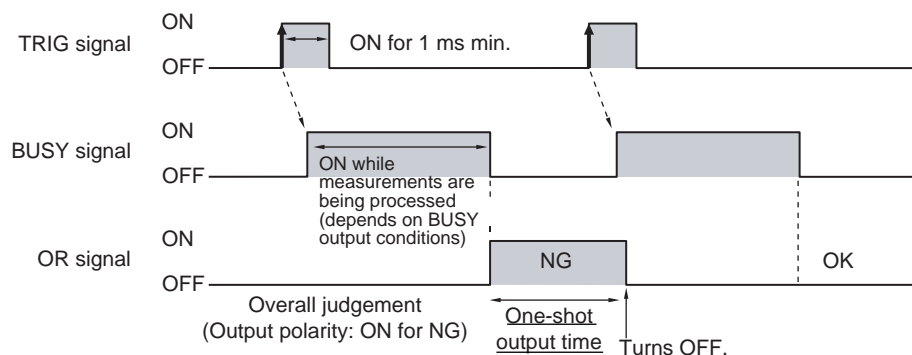 ON
TRIG signal
ON for 1 ms min.
OFF
ON
BUSY signal
ON while
measurements are
being processed
(depends on BUSY
output conditions)
OFF
ON
OR signal
NG
OK
OFF
Overall judgement
(Output polarity: ON for NG)
One-shot
output time
Turns OFF.